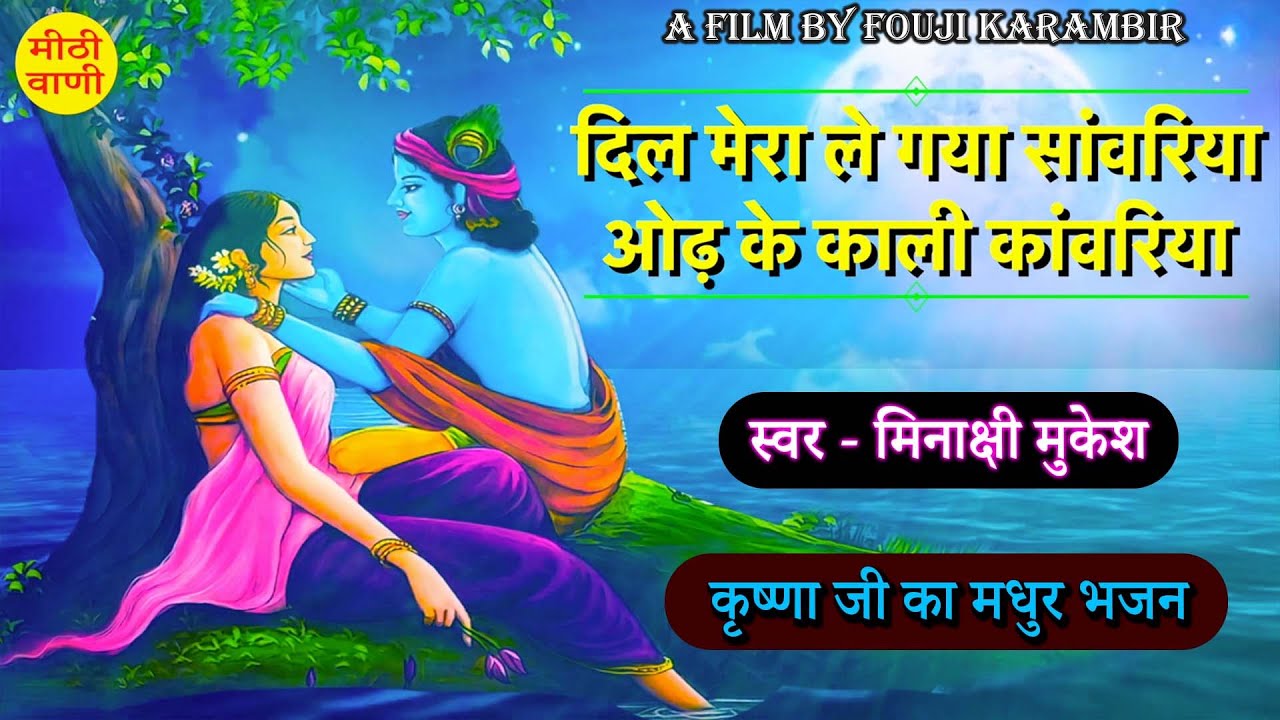 मीठी
वाणी
A FILM BY FOUJI KARAMBIR
दिल मेरा ले गया सांवरिया
ओढ़ के काली कांवरिया
स्वर - मिनाक्षी मुकेश
कृष्णा जी का मधुर भजन